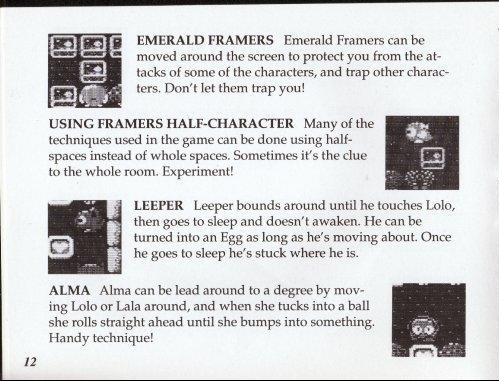 EMERALD FRAMERS Emerald Framers can be
moved around the screen to protect you from the at-
tacks of some of the characters, and trap other charac-
ters. Don't let them trap you!
USING FRAMERS HALF-CHARACTER Many of the
techniques used in the game can be done using half-
spaces instead of whole spaces. Sometimes it's the clue
to the whole room. Experiment!
LEEPER Leeper bounds around until he touches Lolo,
then goes to sleep and doesn't awaken. He can be
turned into an Egg as long as he's moving about. Once
he goes to sleep he's stuck where he is.
ALMA Alma can be lead around to a degree by mov-
ing Lolo or Lala around, and when she tucks into a ball
she rolls straight ahead until she bumps into something.
Handy technique!
12